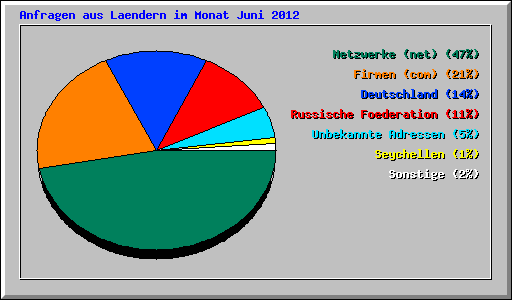 Anfragen aus Laendern im Monat Juni 2012
Netzwerke (net) (47%)
Firmen (com) (21%)
Deutschland (14%)
Russische Foederation (11%)
Unbekannte Adressen (5%)
Seychellen (1%)
Sonstige (2%)